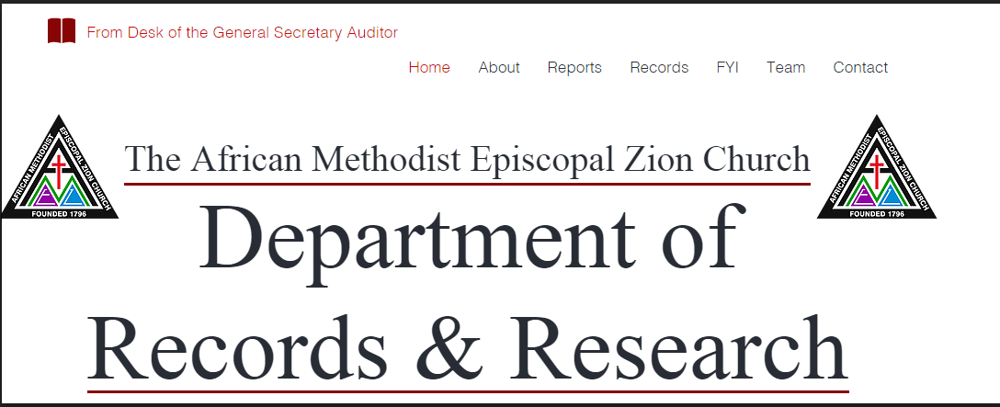 From Desk of the General Secretary Auditor
Home About Reports Records FYI Team Contact
AFRICAN METHODIST EPISCOPAL ZION CHURCH
FOUNDED 1796
The African Methodist Episcopal Zion Church
AFRICAN METHODIST EPISCOPAL ZION CHURCH
FOUNDED 1796
Department of
Records & Research